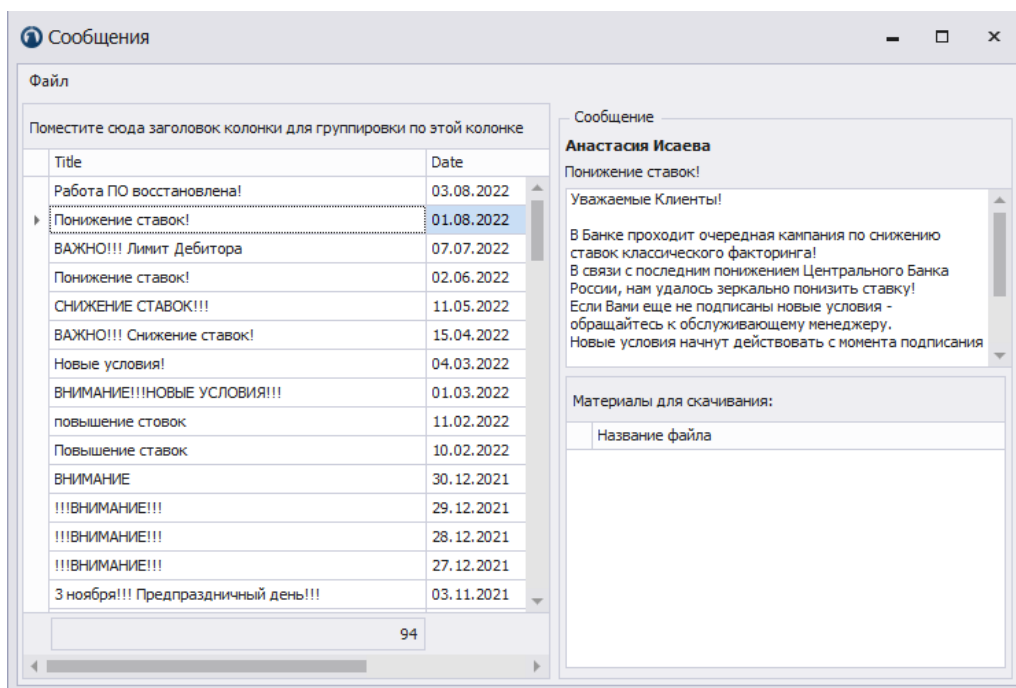 Сообщения
Файл
Поместите сюда заголовок колонки для группировки по этой колонке
Title Date
Работа ПО восстановлена! 03.08.2022
Понижение ставок! 01.08.2022
ВАЖНО!!! Лимит Дебитора 07.07.2022
Понижение ставок! 02.06.2022
СНИЖЕНИЕ СТАВОК!!! 11.05.2022
ВАЖНО!!! Снижение ставок! 15.04.2022
Новые условия! 04.03.2022
ВНИМАНИЕ!!!НОВЫЕ УСЛОВИЯ!!! 01.03.2022
повышение стовок 11.02.2022
Повышение ставок 10.02.2022
ВНИМАНИЕ 30.12.2021
!!!ВНИМАНИЕ!!! 29.12.2021
!!!ВНИМАНИЕ!!! 28.12.2021
!!!ВНИМАНИЕ!!! 27.12.2021
3 ноября!!! Предпраздничный день!!! 03.11.2021
94
Сообщение
Анастасия Исаева
Понижение ставок!
Уважаемые Клиенты!
В Банке проходит очередная кампания по снижению
ставок классического факторинга!
В связи с последним понижением Центрального Банка
России, нам удалось зеркально понизить ставку!
Если Вами еще не подписаны новые условия -
обращайтесь к обслуживающему менеджеру.
Новые условия начнут действовать с момента подписания
Материалы для скачивания:
Название файла